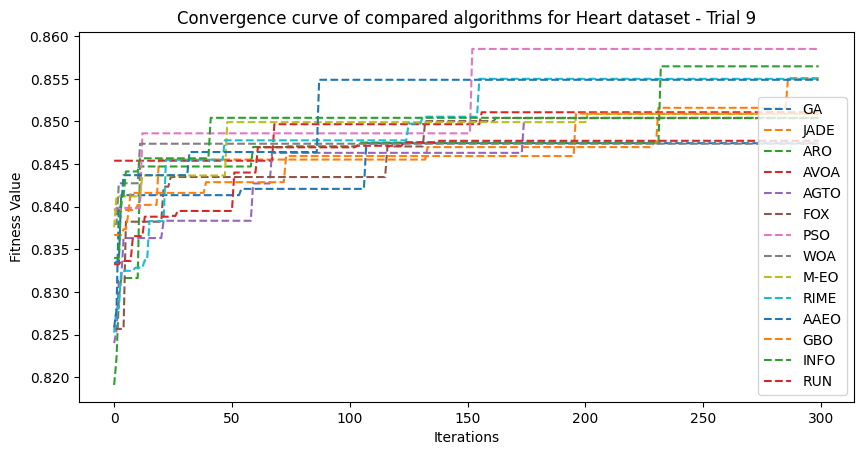 Convergence curve of compared algorithms for Heart dataset - Trial 9
Fitness Value
0.860
0.855
0.850
0.845
0.840
0.835
0.830
0.825
0.820
GA
JADE
ARO
AVOA
AGTO
FOX
PSO
WOA
M-EO
RIME
AAEO
GBO
INFO
RUN
0
50
100
150
200
250
300
Iterations